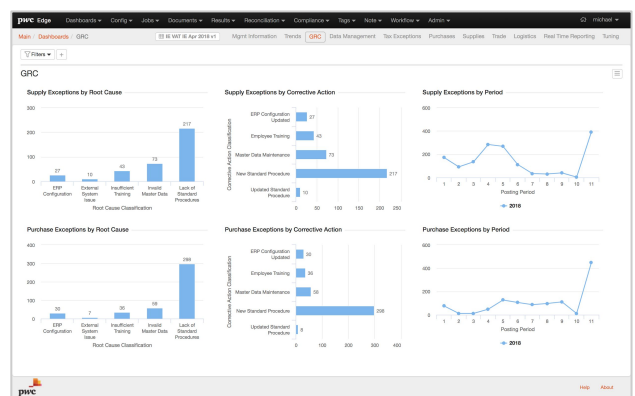 pwc Edge Dashboards Config Jobs Documents Results Reconciliation Compliance Tags Note Workflow Admin michael
Main / Dashboards / GRC IE VAT IE Apr 2018 v1 Mgmt Information Trends GRC Data Management Tax Exceptions Purchases Supplies Trade Logistics Real Time Reporting Tuning
Filters +
GRC
Supply Exceptions by Root Cause
300
200
100
0
27
10
43
73
217
ERP Configuration
External System Issue
Insufficient Training
Invalid Master Data
Lack of Standard Procedures
Root Cause Classification
Supply Exceptions by Corrective Action
Corrective Action Classification
ERP Configuration Updated 27
Employee Training 43
Master Data Maintenance 73
New Standard Procedure 217
Updated Standard Procedure 10
0 50 100 150 200 250
Supply Exceptions by Period
600
400
200
0
1 2 3 4 5 6 7 8 9 10 11
Posting Period
2018
Purchase Exceptions by Root Cause
400
300
200
100
0
30
7
36
58
298
ERP Configuration
External System Issue
Insufficient Training
Invalid Master Data
Lack of Standard Procedures
Root Cause Classification
Purchase Exceptions by Corrective Action
Corrective Action Classification
ERP Configuration Updated 30
Employee Training 36
Master Data Maintenance 58
New Standard Procedure 298
Updated Standard Procedure 8
0 100 200 300 400
Purchase Exceptions by Period
600
400
200
0
1 2 3 4 5 6 7 8 9 10 11
Posting Period
2018
pwc
Help About